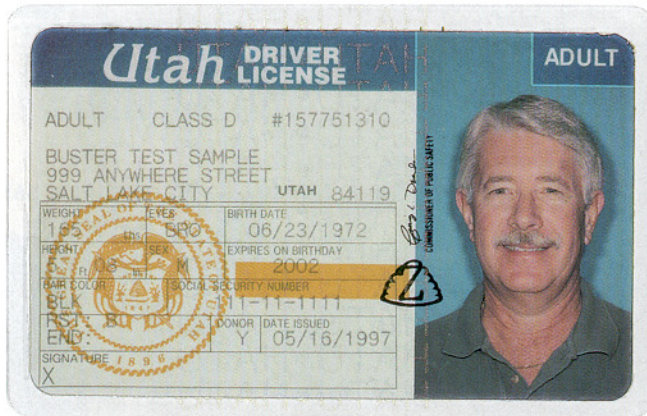 Utah DRIVER LICENSE
ADULT
ADULT CLASS D #157751310
BUSTER TEST SAMPLE
999 ANYWHERE STREET
SALT LAKE CITY UTAH 84119
WEIGHT EYES BIRTH DATE
165 BRO 06/23/1972
HEIGHT SEX EXPIRES ON BIRTHDAY
M 2002
HAIR COLOR SOCIAL SECURITY NUMBER
BLK 111-11-1111
RST: B
DONOR DATE ISSUED
END: Y 05/16/1997
SIGNATURE
X
1896
COMMISSIONER OF PUBLIC SAFETY